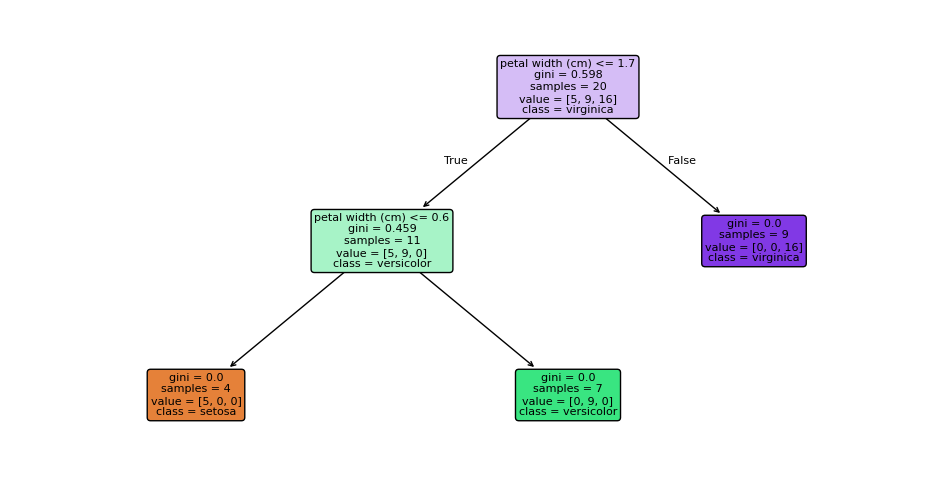 petal width (cm) <= 1.7
gini = 0.598
samples = 20
value = [5, 9, 16]
class = virginica
True
False
petal width (cm) <= 0.6
gini = 0.459
samples = 11
value = [5, 9, 0]
class = versicolor
gini = 0.0
samples = 9
value = [0, 0, 16]
class = virginica
gini = 0.0
samples = 4
value = [5, 0, 0]
class = setosa
gini = 0.0
samples = 7
value = [0, 9, 0]
class = versicolor